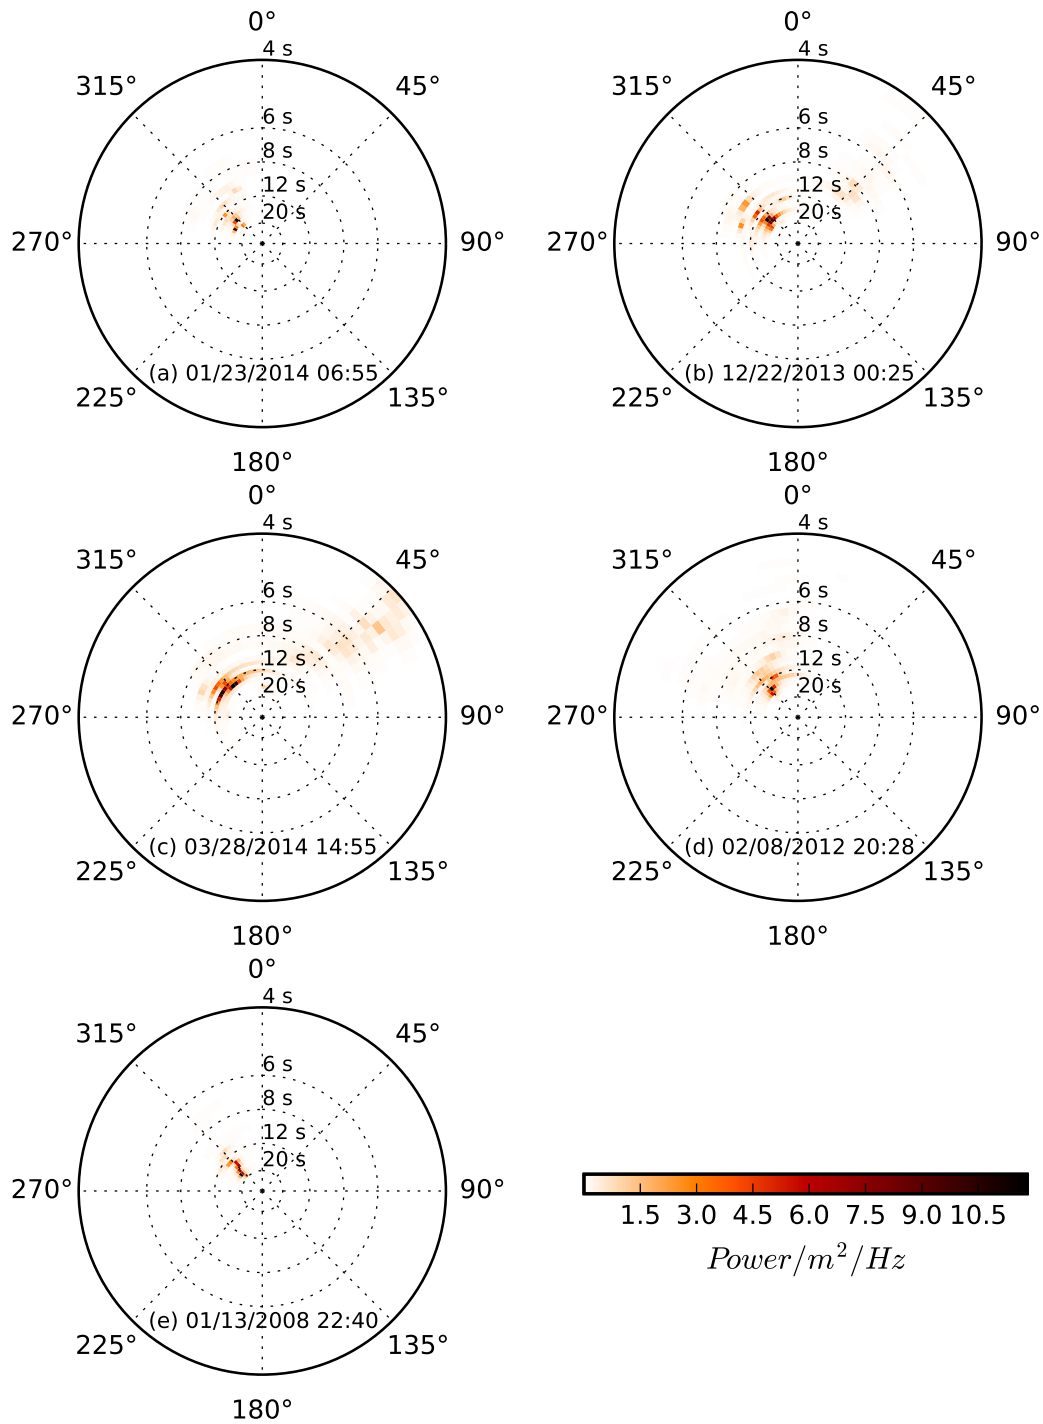 0° 0°
4 s 4 s
315° 45° 315° 45°
6 s 6 s
8 s 8 s
12 s 12 s
20 s 20 s
270° 90° 270° 90°
(a) 01/23/2014 06:55 (b) 12/22/2013 00:25
225° 135° 225° 135°
180° 180°
0° 0°
4 s 4 s
315° 45° 315° 45°
6 s 6 s
8 s 8 s
12 s 12 s
20 s 20 s
270° 90° 270° 90°
(c) 03/28/2014 14:55 (d) 02/08/2012 20:28
225° 135° 225° 135°
180° 180°
0°
4 s
315° 45°
6 s
8 s
12 s
20 s
270° 90°
(e) 01/13/2008 22:40
225° 135°
180°
1.5 3.0 4.5 6.0 7.5 9.0 10.5
Power/m²/Hz